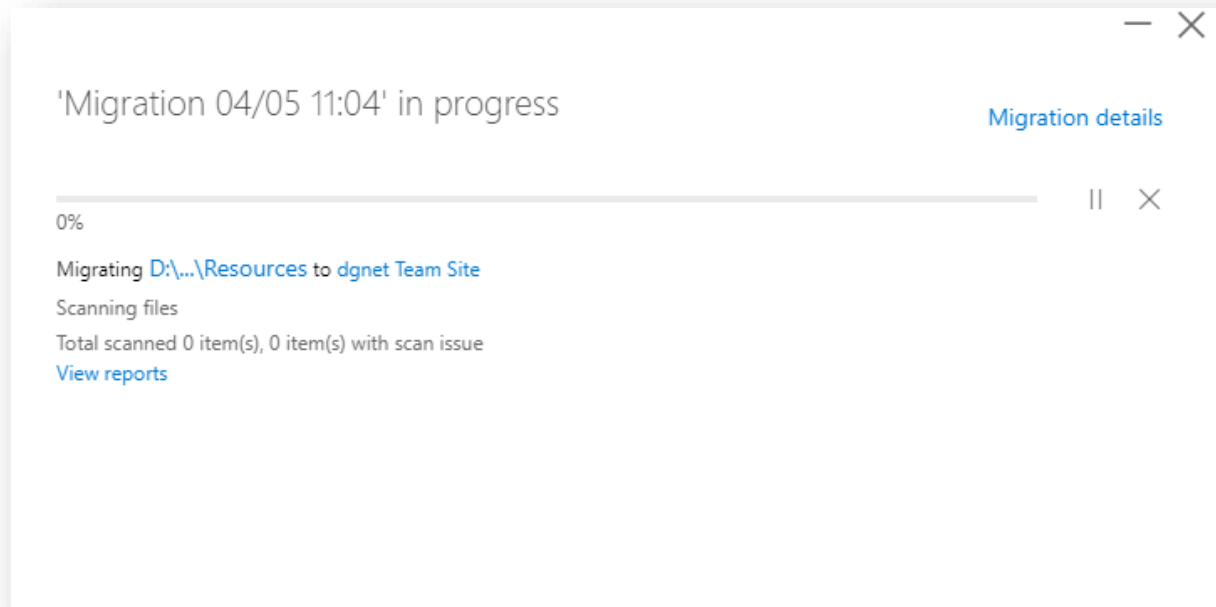 'Migration 04/05 11:04' in progress
Migration details
0%
Migrating D:\...\Resources to dgnet Team Site
Scanning files
Total scanned 0 item(s), 0 item(s) with scan issue
View reports